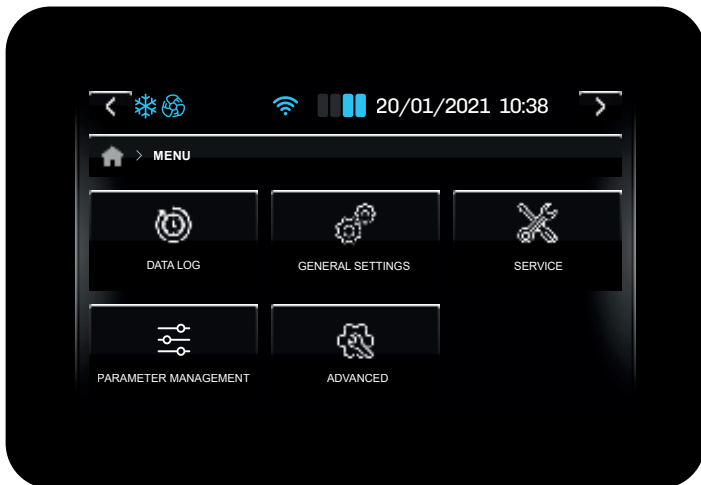 20/01/2021 10:38
> MENU
DATA LOG
GENERAL SETTINGS
SERVICE
PARAMETER MANAGEMENT
ADVANCED